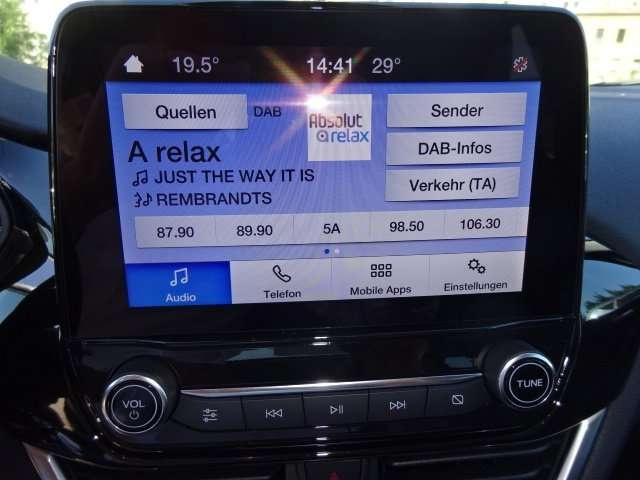 19.5° 14:41 29°
Quellen DAB Absolut relax Sender
DAB-Infos
A relax
Verkehr (TA)
JUST THE WAY IT IS
REMBRANDTS
87.90 89.90 5A 98.50 106.30
Audio Telefon Mobile Apps Einstellungen
VOL TUNE